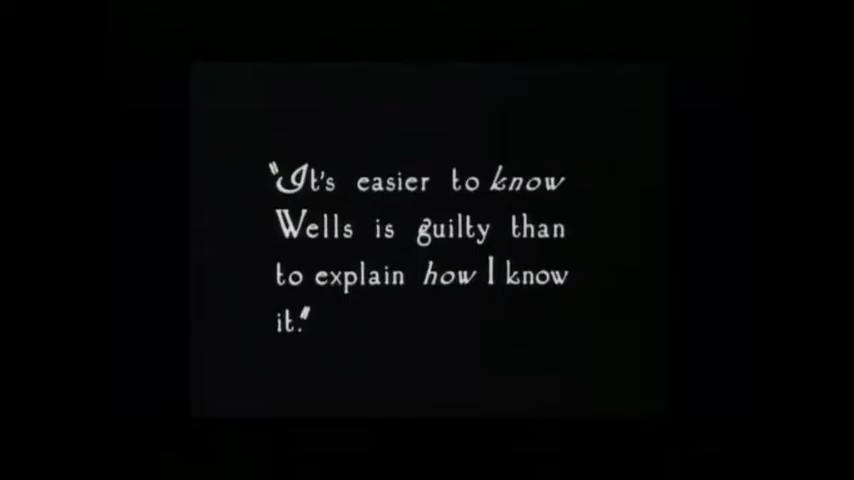 "It's easier to know
Wells is guilty than
to explain how I know
it."